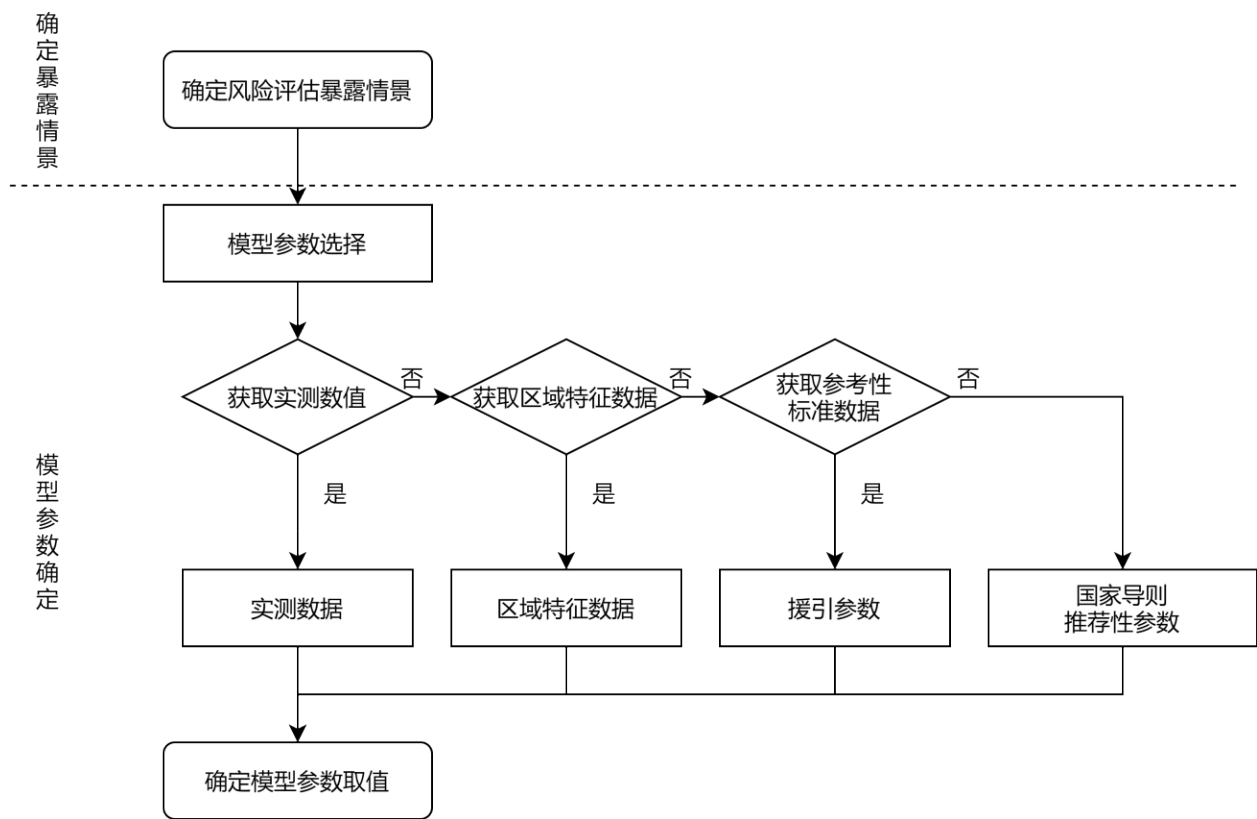 确定暴露情景
确定风险评估暴露情景
模型参数选择
获取实测数值
否
获取区域特征数据
否
获取参考性
标准数据
否
模型参数确定
是
是
是
实测数据
区域特征数据
援引参数
国家导则
推荐性参数
确定模型参数取值